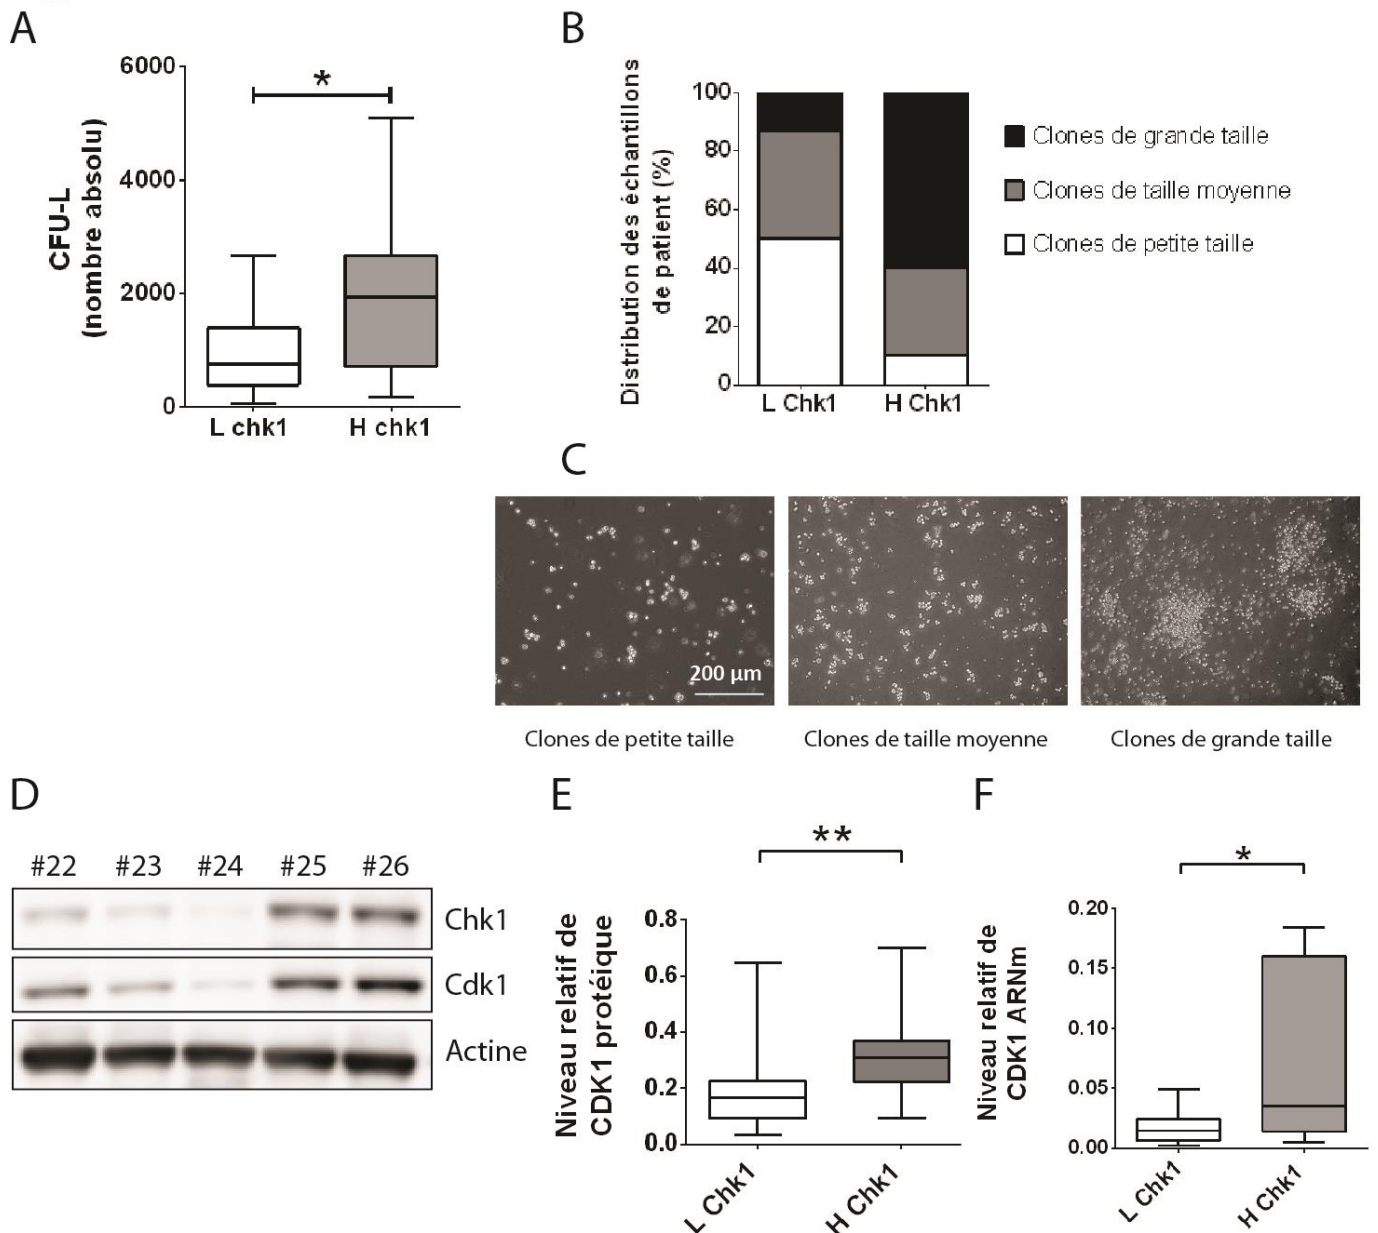 A
6000
4000
2000
0
CFU-L
(nombre absolu)
*
L chk1
H chk1
B
Distribution des échantillons
de patient (%)
100
80
60
40
20
0
L Chk1
H Chk1
Clones de grande taille
Clones de taille moyenne
Clones de petite taille
C
200 µm
Clones de petite taille
Clones de taille moyenne
Clones de grande taille
D
#22 #23 #24 #25 #26
Chk1
Cdk1
Actine
E
**
Niveau relatif de
CDK1 protéique
0.8
0.6
0.4
0.2
0.0
L Chk1
H Chk1
F
*
Niveau relatif de
CDK1 ARNm
0.20
0.15
0.10
0.05
0.00
L Chk1
H Chk1